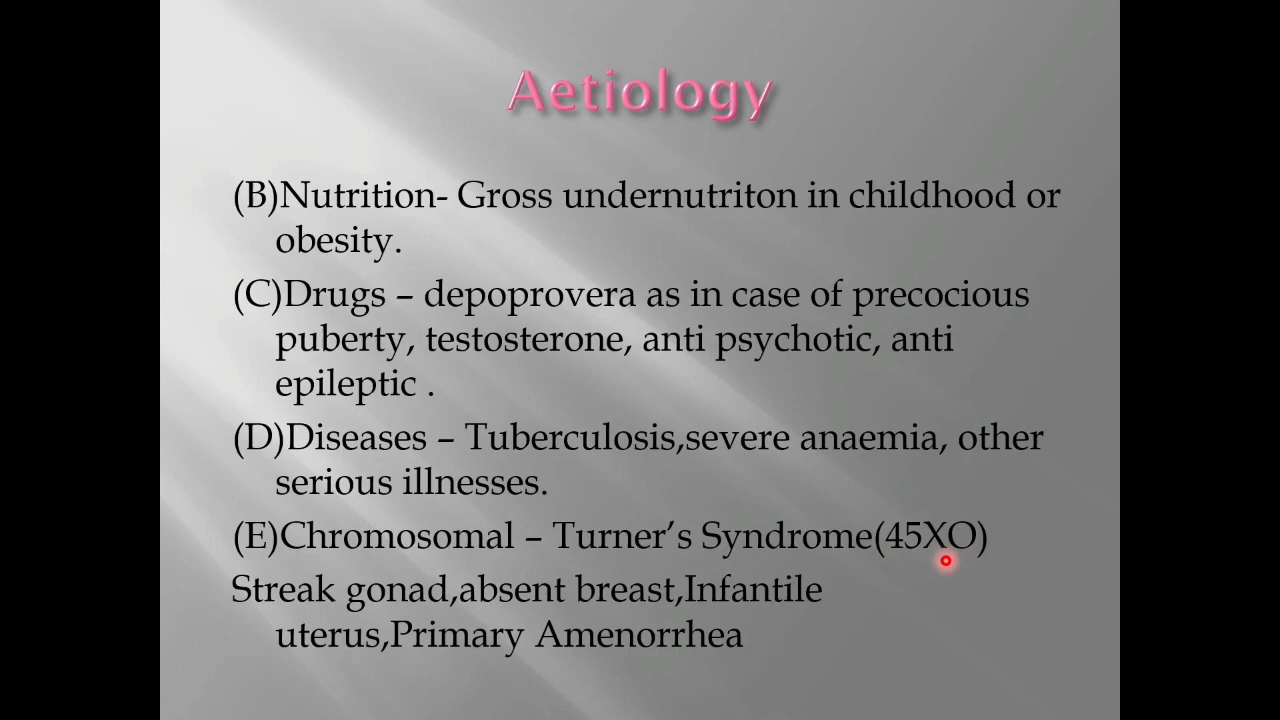 Aetiology
(B)Nutrition- Gross undernutriton in childhood or
obesity.
(C)Drugs – depoprovera as in case of precocious
puberty, testosterone, anti psychotic, anti
epileptic .
(D)Diseases – Tuberculosis,severe anaemia, other
serious illnesses.
(E)Chromosomal – Turner’s Syndrome(45XO)
Streak gonad,absent breast,Infantile
uterus,Primary Amenorrhea